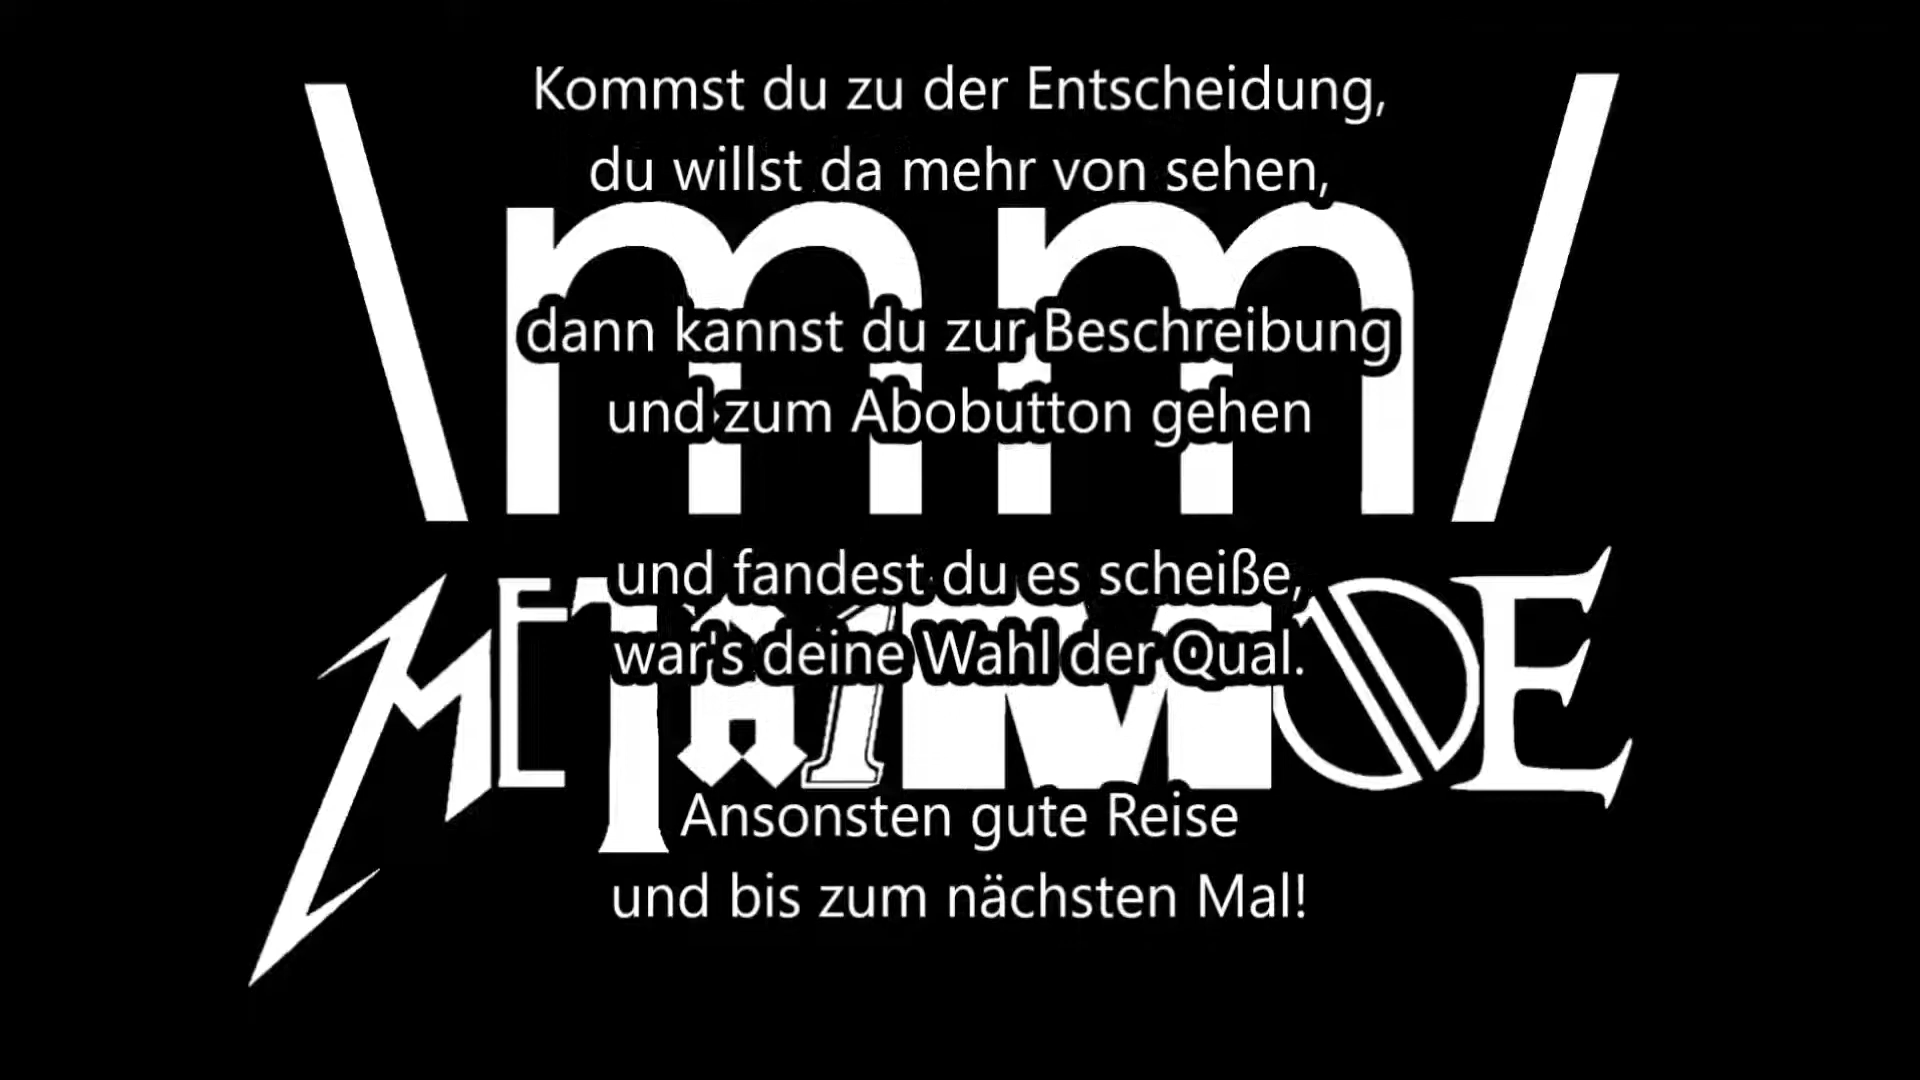 Kommst du zu der Entscheidung,
du willst da mehr von sehen,
\mm/
dann kannst du zur Beschreibung
und zum Abobutton gehen
und fandest du es scheiße,
war's deine Wahl der Qual.
METALMOE
Ansonsten gute Reise
und bis zum nächsten Mal!